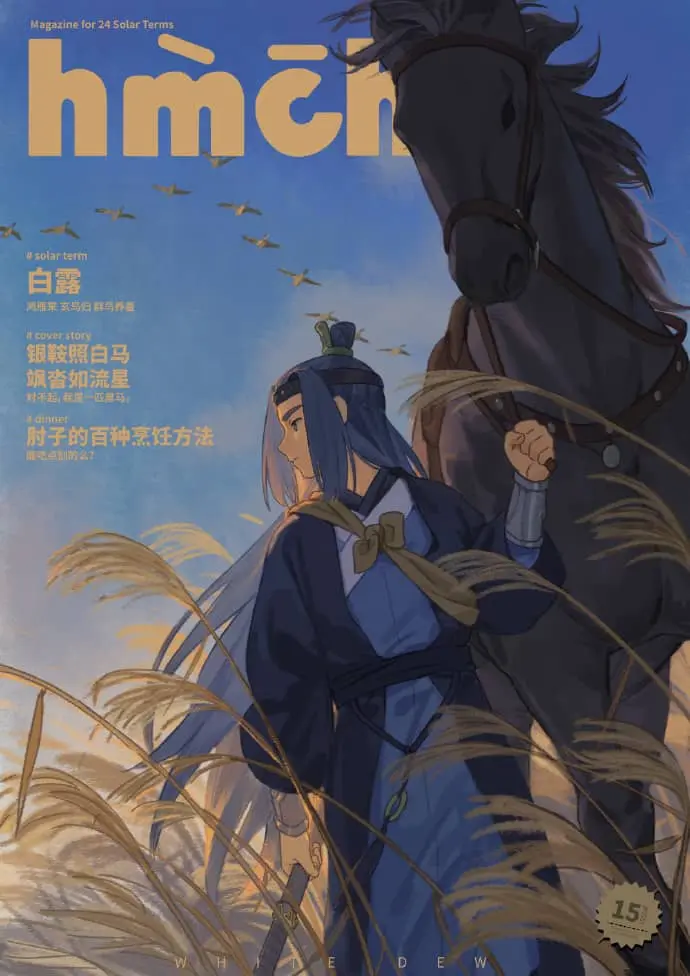 Magazine for 24 Solar Terms
hm̀c̄h
# solar term
白露
鸿雁来 玄鸟归 群鸟养羞
# cover story
银鞍照白马
飒沓如流星
对不起，我是一匹黑马。
# dinner
肘子的百种烹饪方法
能吃点别的么？
15
WHITE DEW